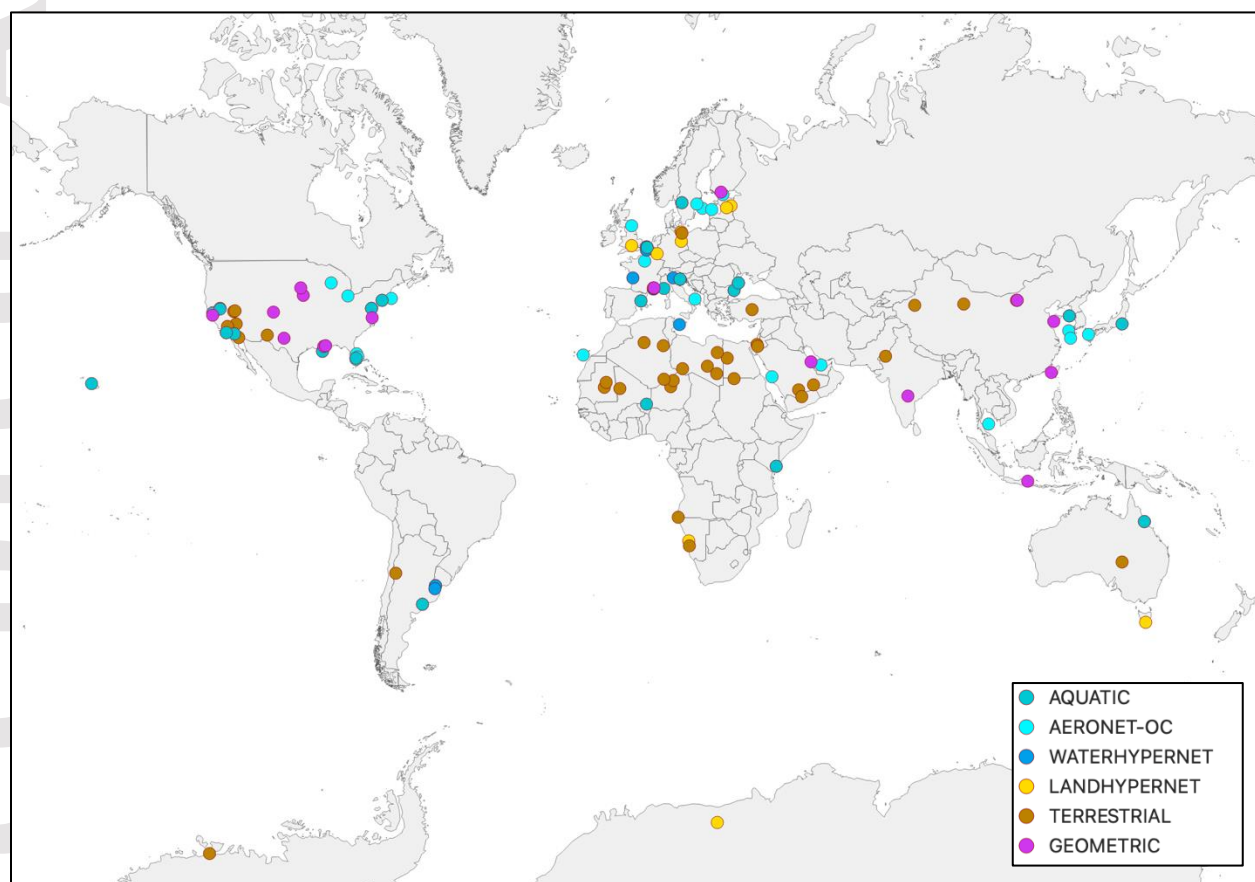 AQUATIC
AERONET-OC
WATERHYPERNET
LANDHYPERNET
TERRESTRIAL
GEOMETRIC